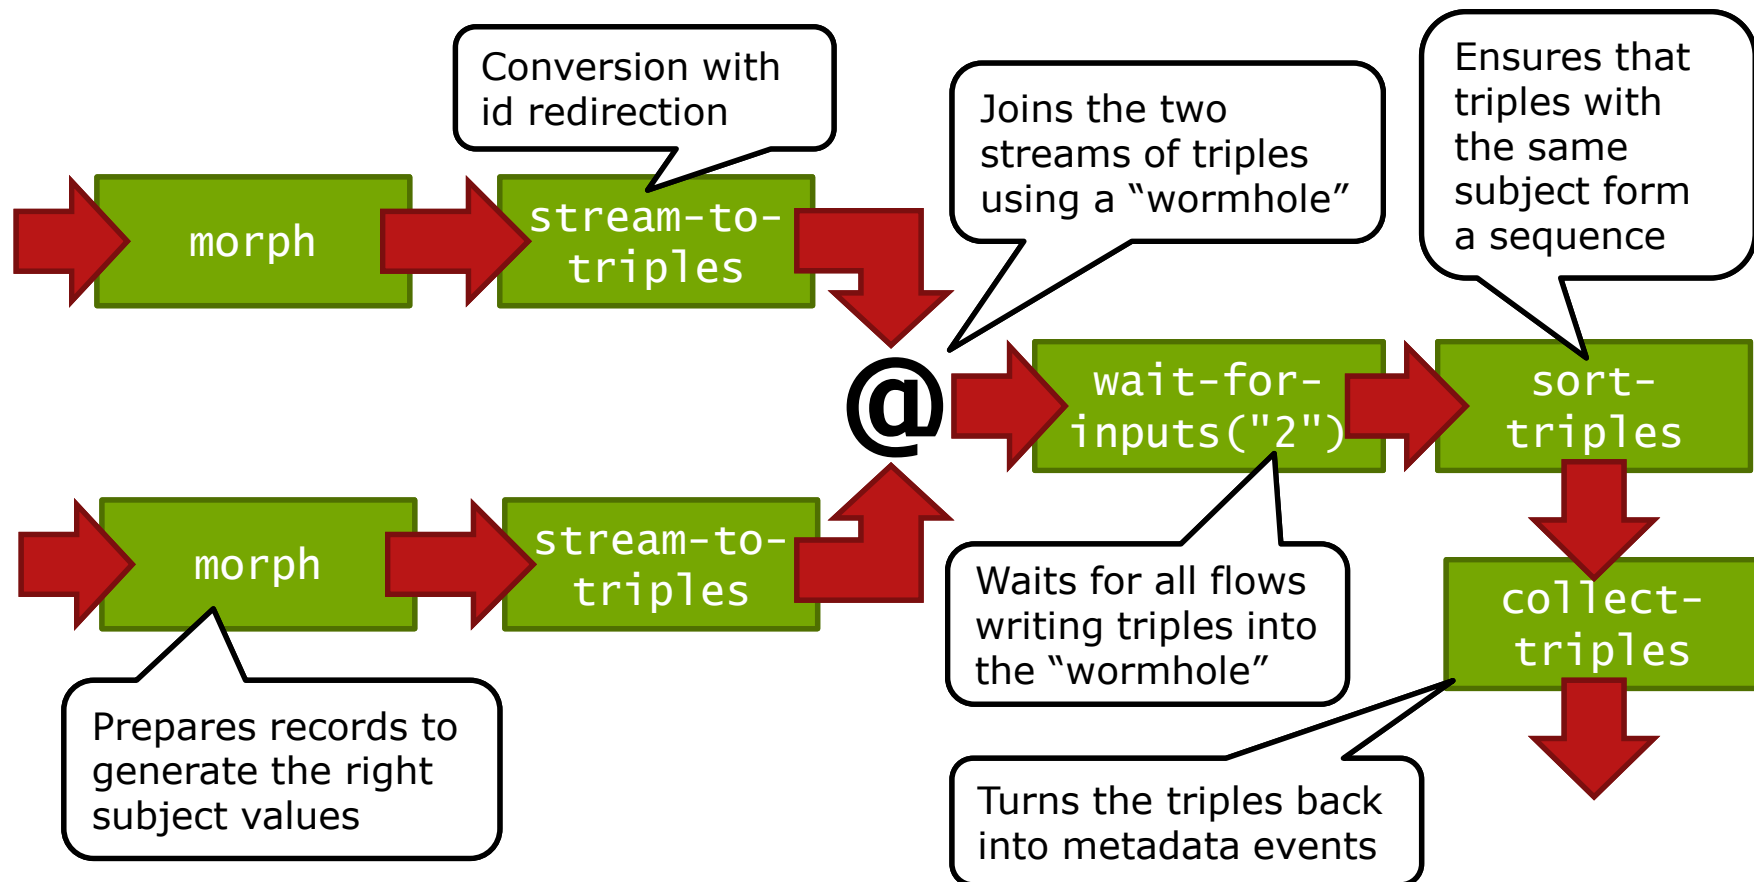 Conversion with
id redirection
Joins the two
streams of triples
using a “wormhole”
Ensures that
triples with
the same
subject form
a sequence
morph
stream-to-
triples
@
wait-for-
inputs("2")
sort-
triples
morph
stream-to-
triples
Waits for all flows
writing triples into
the “wormhole”
collect-
triples
Prepares records to
generate the right
subject values
Turns the triples back
into metadata events